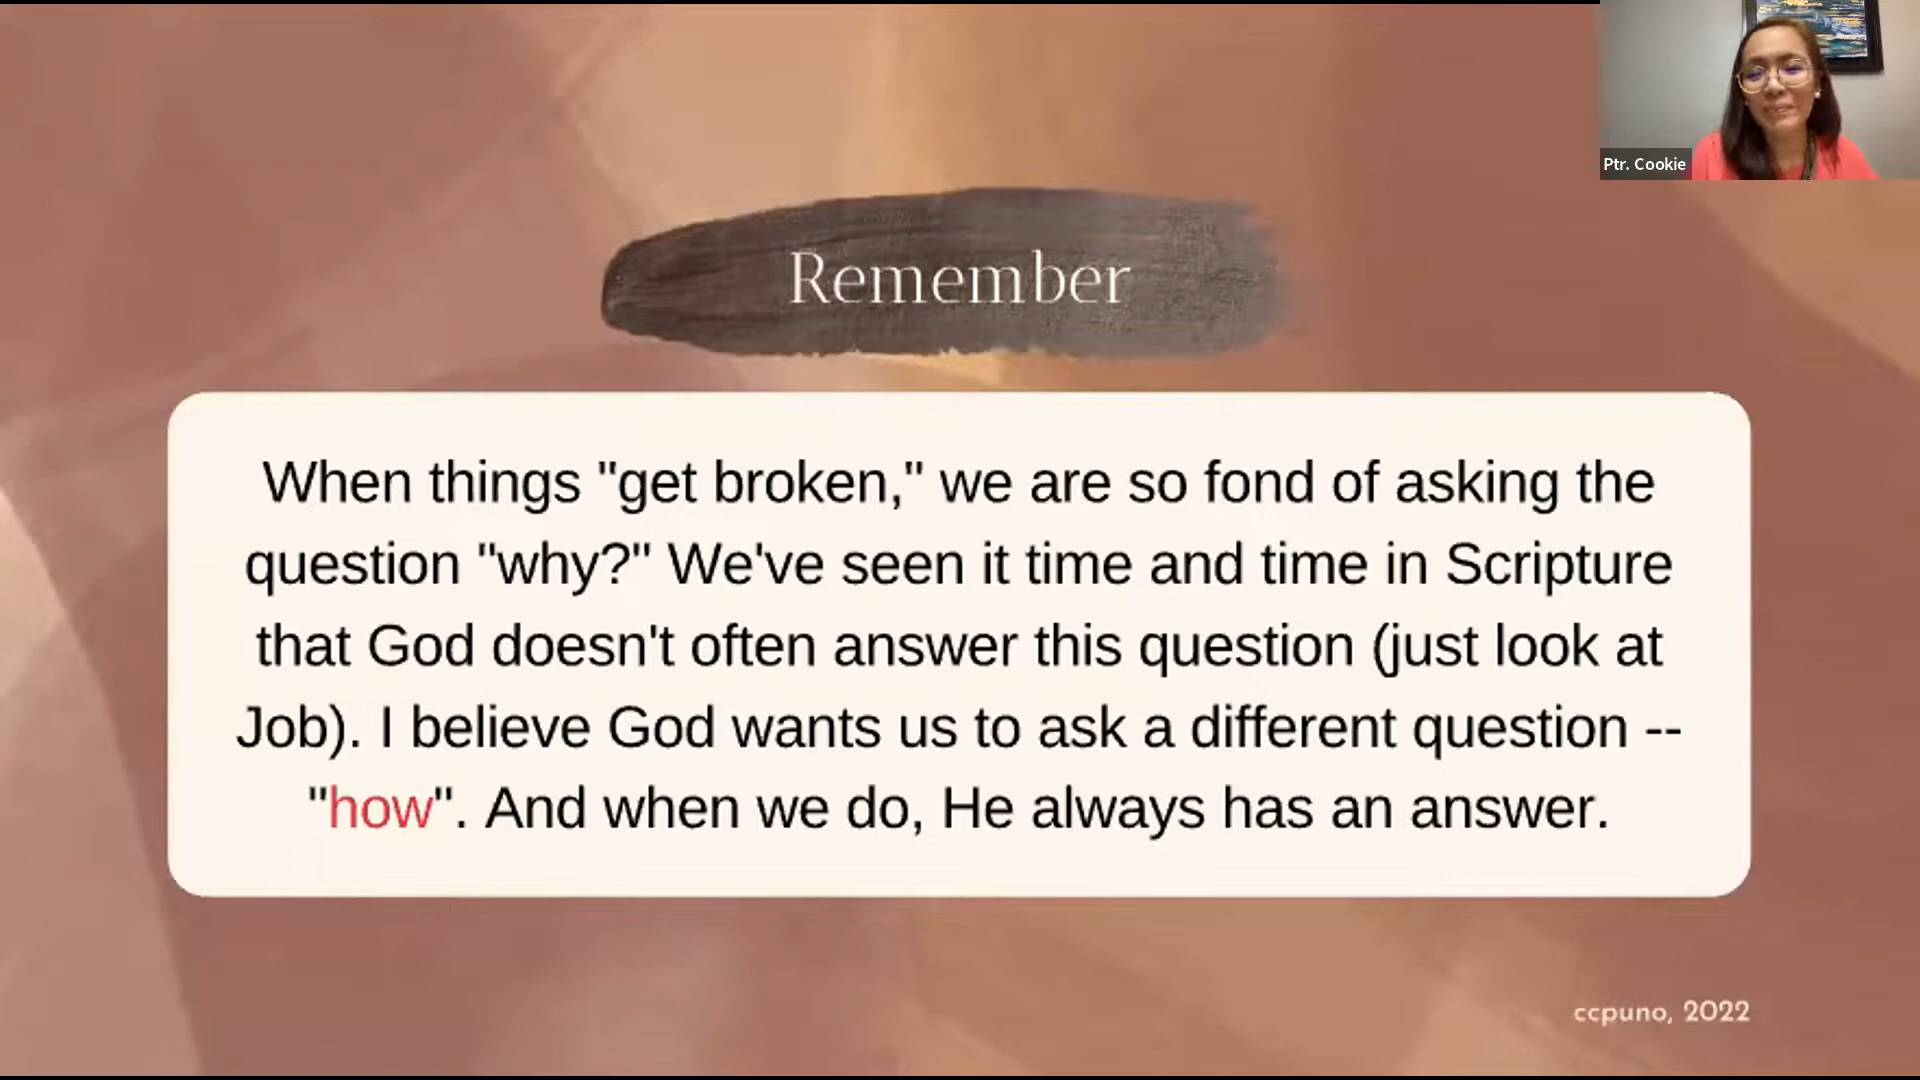 Ptr. Cookie
Remember
When things "get broken," we are so fond of asking the
question "why?" We've seen it time and time in Scripture
that God doesn't often answer this question (just look at
Job). I believe God wants us to ask a different question --
"how". And when we do, He always has an answer.
ccpuno, 2022